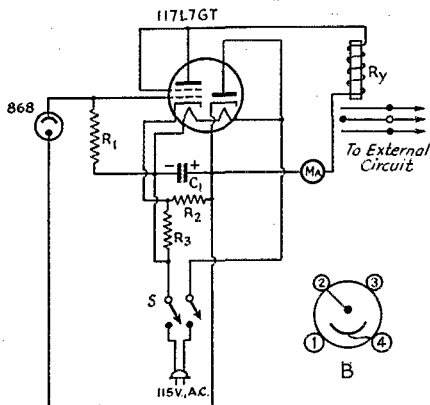 117L7GT
868
R1
Ry
- +
C1
MA
To External
Circuit
R2
R3
S
115V., A.C.
2
3
1
4
B